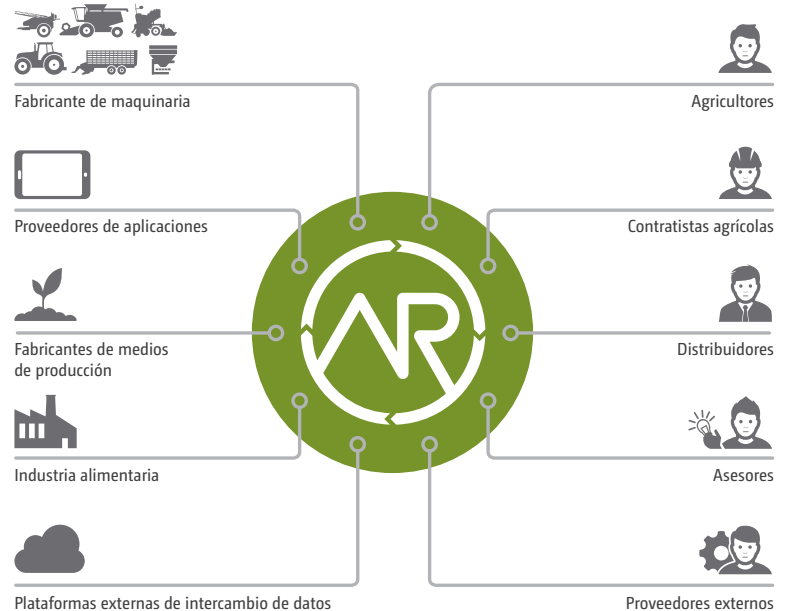 Fabricante de maquinaria
Agricultores
Proveedores de aplicaciones
Contratistas agrícolas
AR
Fabricantes de medios
de producción
Distribuidores
Industria alimentaria
Asesores
Plataformas externas de intercambio de datos
Proveedores externos